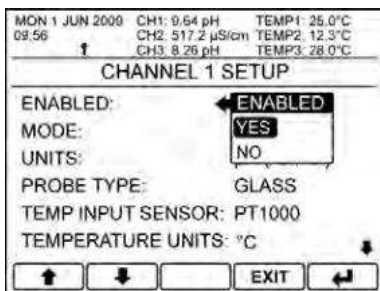 MON 1 JUN 2009 CH1: 9.64 pH TEMP1: 25.0°C
09:56 CH2: 517.2 µS/cm TEMP2: 12.3°C
CH3: 8.26 pH TEMP3: 28.0°C
CHANNEL 1 SETUP
ENABLED: ENABLED
MODE: YES
UNITS: NO
PROBE TYPE: GLASS
TEMP INPUT SENSOR: PT1000
TEMPERATURE UNITS: °C
EXIT